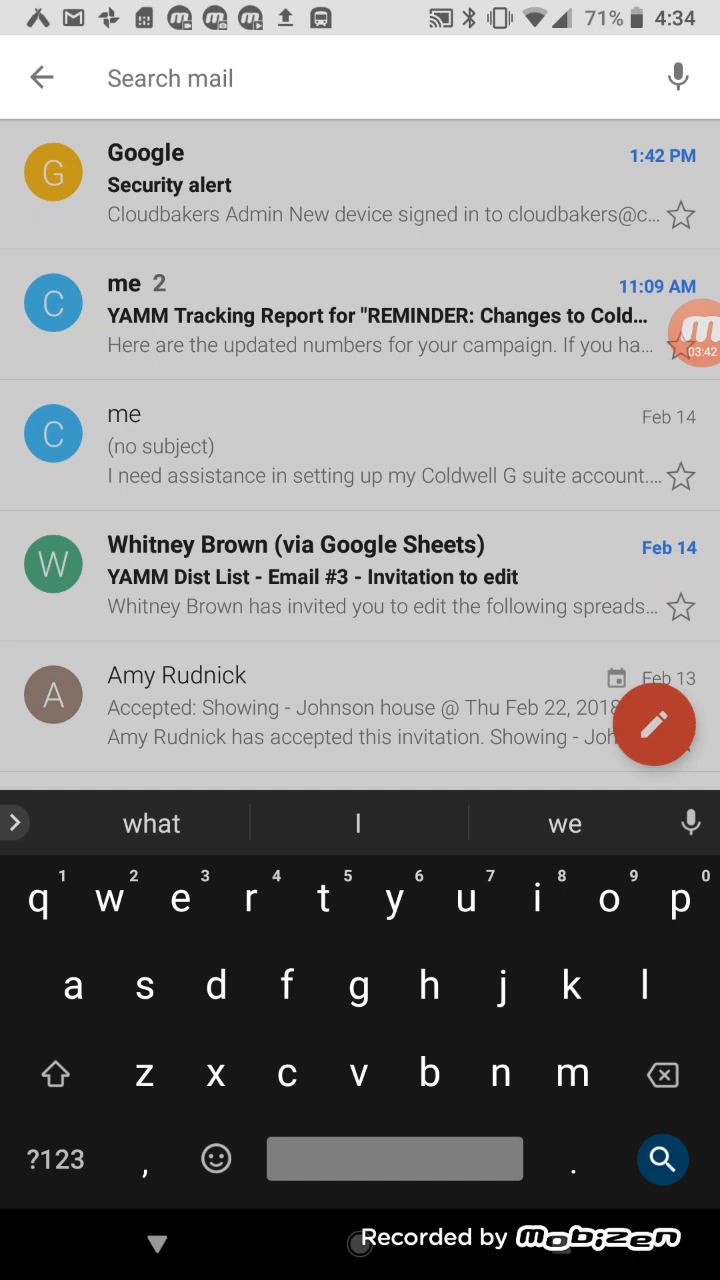 71% 4:34
Search mail
G Google 1:42 PM
Security alert
Cloudbakers Admin New device signed in to cloudbakers@c...
C me 2 11:09 AM
YAMM Tracking Report for "REMINDER: Changes to Cold...
Here are the updated numbers for your campaign. If you ha...
m
03:42
C me Feb 14
(no subject)
I need assistance in setting up my Coldwell G suite account....
W Whitney Brown (via Google Sheets) Feb 14
YAMM Dist List - Email #3 - Invitation to edit
Whitney Brown has invited you to edit the following spreads...
A Amy Rudnick Feb 13
Accepted: Showing - Johnson house @ Thu Feb 22, 2018
Amy Rudnick has accepted this invitation. Showing - Joh
what I we
1 2 3 4 5 6 7 8 9 0
q w e r t y u i o p
a s d f g h j k l
z x c v b n m
?123 , .
Recorded by mobizen